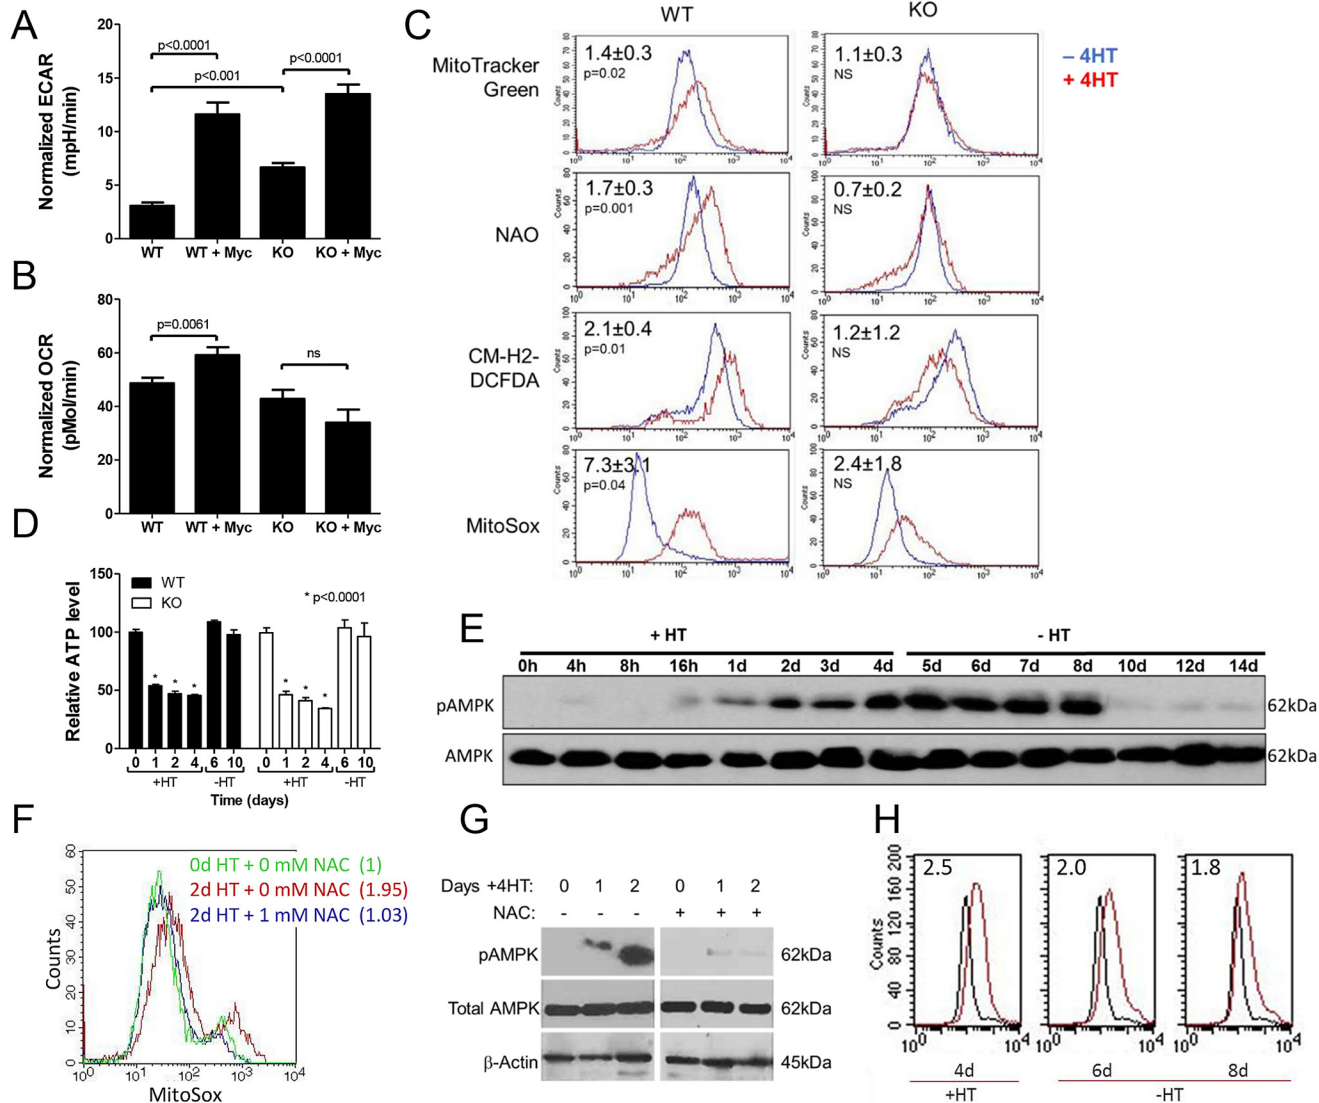 A
20
15
10
5
0
Normalized ECAR
(mpH/min)
p<0.0001
p<0.001
p<0.0001
WT
WT + Myc
KO
KO + Myc
B
80
60
40
20
0
Normalized OCR
(pMol/min)
p=0.0061
ns
WT
WT + Myc
KO
KO + Myc
C
WT
KO
– 4HT
+ 4HT
MitoTracker
Green
1.4±0.3
p=0.02
1.1±0.3
NS
NAO
1.7±0.3
p=0.001
0.7±0.2
NS
CM-H2-
DCFDA
2.1±0.4
p=0.01
1.2±1.2
NS
MitoSox
7.3±3.1
p=0.04
2.4±1.8
NS
Counts
10⁰ 10¹ 10² 10³ 10⁴
D
150
100
50
0
Relative ATP level
WT
KO
* p<0.0001
* * * * * *
0 1 2 4 6 10 0 1 2 4 6 10
+HT -HT +HT -HT
Time (days)
E
+ HT - HT
0h 4h 8h 16h 1d 2d 3d 4d 5d 6d 7d 8d 10d 12d 14d
pAMPK 62kDa
AMPK 62kDa
F
60
50
40
30
20
10
0
Counts
0d HT + 0 mM NAC (1)
2d HT + 0 mM NAC (1.95)
2d HT + 1 mM NAC (1.03)
10⁰ 10¹ 10² 10³ 10⁴
MitoSox
G
Days +4HT: 0 1 2 0 1 2
NAC: - - - + + +
pAMPK 62kDa
Total AMPK 62kDa
β-Actin 45kDa
H
200
160
120
80
40
0
Counts
2.5
2.0
1.8
10⁰ 10⁴ 10⁰ 10⁴ 10⁰ 10⁴
4d 6d 8d
+HT -HT